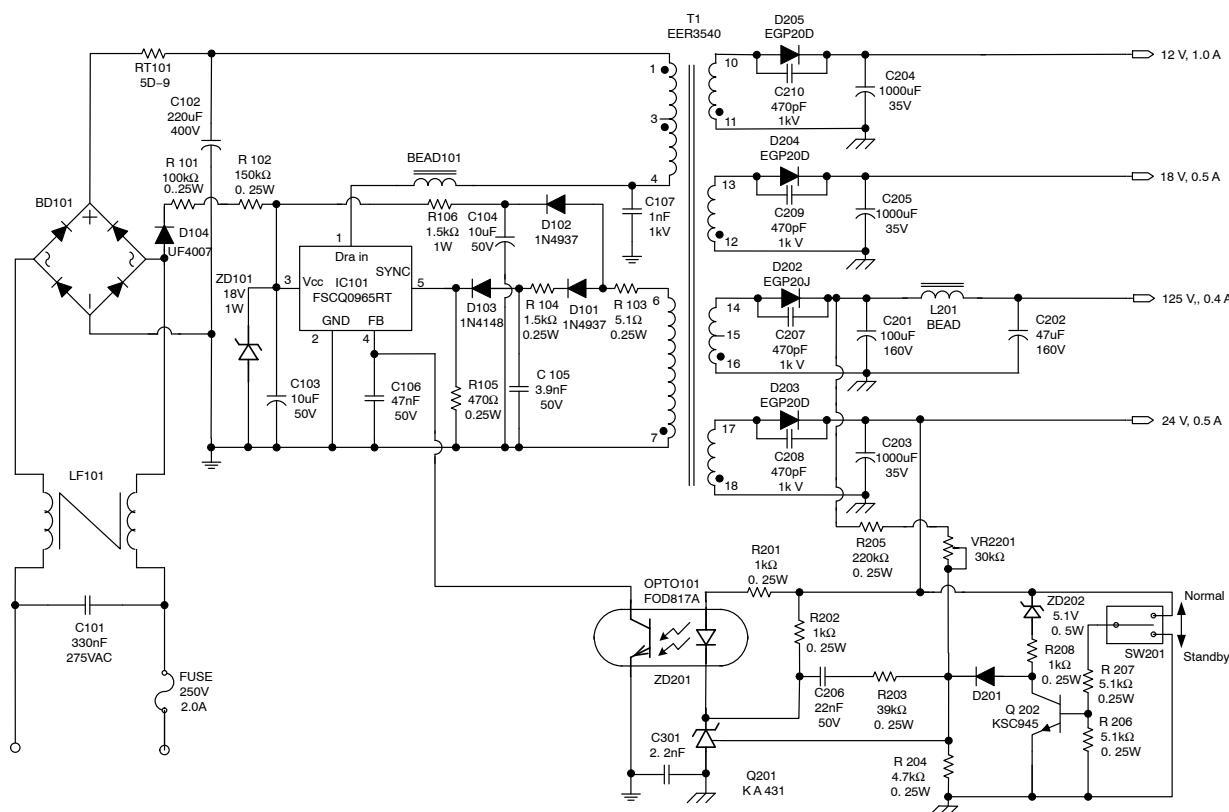 T1
EER3540
D205
EGP20D
RT101
5D-9
1
10
C210
470pF
1kV
C204
1000uF
35V
12 V, 1.0 A
C102
220uF
400V
3
11
D204
EGP20D
R 101
100kΩ
0..25W
R 102
150kΩ
0. 25W
BEAD101
4
13
C209
470pF
1k V
C205
1000uF
35V
18 V, 0.5 A
BD101
D104
UF4007
R106
1.5kΩ
1W
C104
10uF
50V
D102
1N4937
C107
1nF
1kV
12
1
Dra in
SYNC
IC101
FSCQ0965RT
Vcc
GND
FB
3
5
2
4
ZD101
18V
1W
D103
1N4148
R 104
1.5kΩ
0.25W
D101
1N4937
R 103
5.1Ω
0.25W
6
D202
EGP20J
14
15
16
C207
470pF
1k V
C201
100uF
160V
L201
BEAD
C202
47uF
160V
125 V,, 0.4 A
C103
10uF
50V
C106
47nF
50V
R105
470Ω
0.25W
C 105
3.9nF
50V
7
D203
EGP20D
17
18
C208
470pF
1k V
C203
1000uF
35V
24 V, 0.5 A
LF101
R205
220kΩ
0. 25W
VR2201
30kΩ
R201
1kΩ
0. 25W
OPTO101
FOD817A
R202
1kΩ
0. 25W
ZD202
5.1V
0. 5W
Normal
SW201
Standby
C101
330nF
275VAC
R208
1kΩ
0. 25W
R 207
5.1kΩ
0.25W
FUSE
250V
2.0A
ZD201
C206
22nF
50V
R203
39kΩ
0. 25W
D201
Q 202
KSC945
R 206
5.1kΩ
0. 25W
C301
2. 2nF
Q201
K A 431
R 204
4.7kΩ
0. 25W